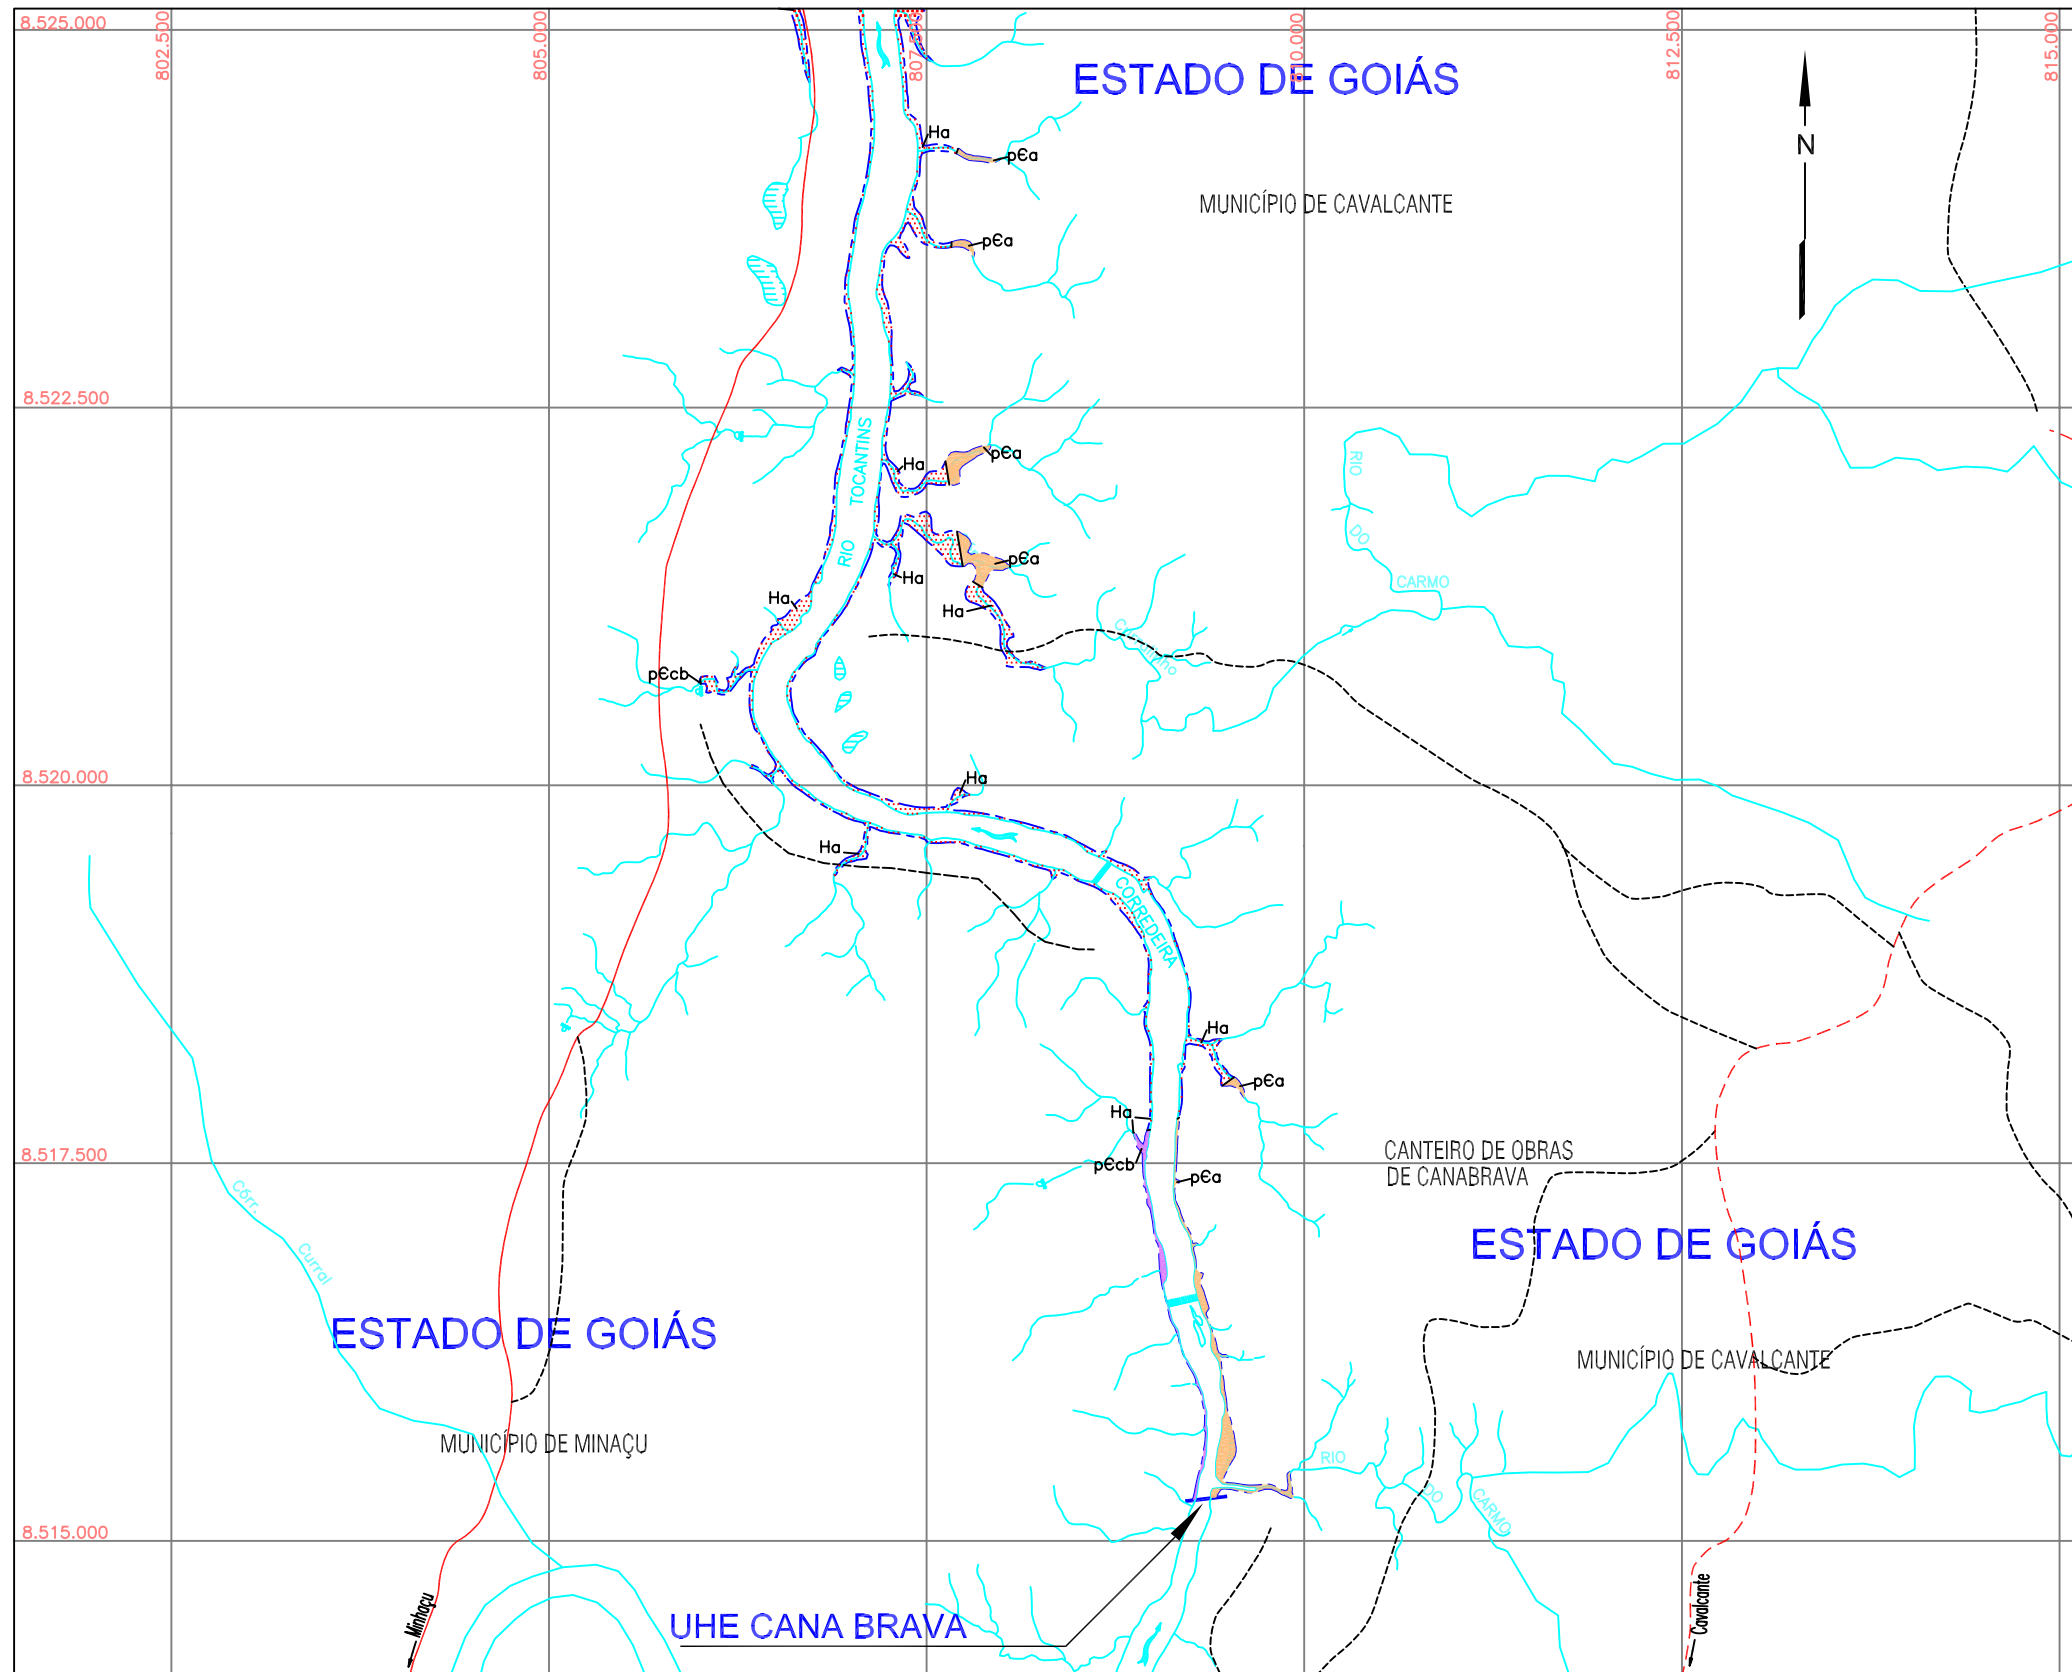 8.525.000
802.500
805.000
810.000
812.500
815.000
ESTADO DE GOIÁS
Ha
pЄa
N
MUNICÍPIO DE CAVALCANTE
pЄa
8.522.500
RIO TOCANTINS
Ha
pЄa
RIO
DO
CARMO
pЄa
Ha
Ha
Ha
pЄcb
8.520.000
Ha
Ha
CORREDEIRA
Ha
pЄa
Ha
8.517.500
pЄcb
pЄa
CANTEIRO DE OBRAS
DE CANABRAVA
Córr.
Curral
ESTADO DE GOIÁS
ESTADO DE GOIÁS
MUNICÍPIO DE CAVALCANTE
MUNICÍPIO DE MINAÇU
RIO
DO
CARMO
8.515.000
Minhaçu
UHE CANA BRAVA
Cavalcante